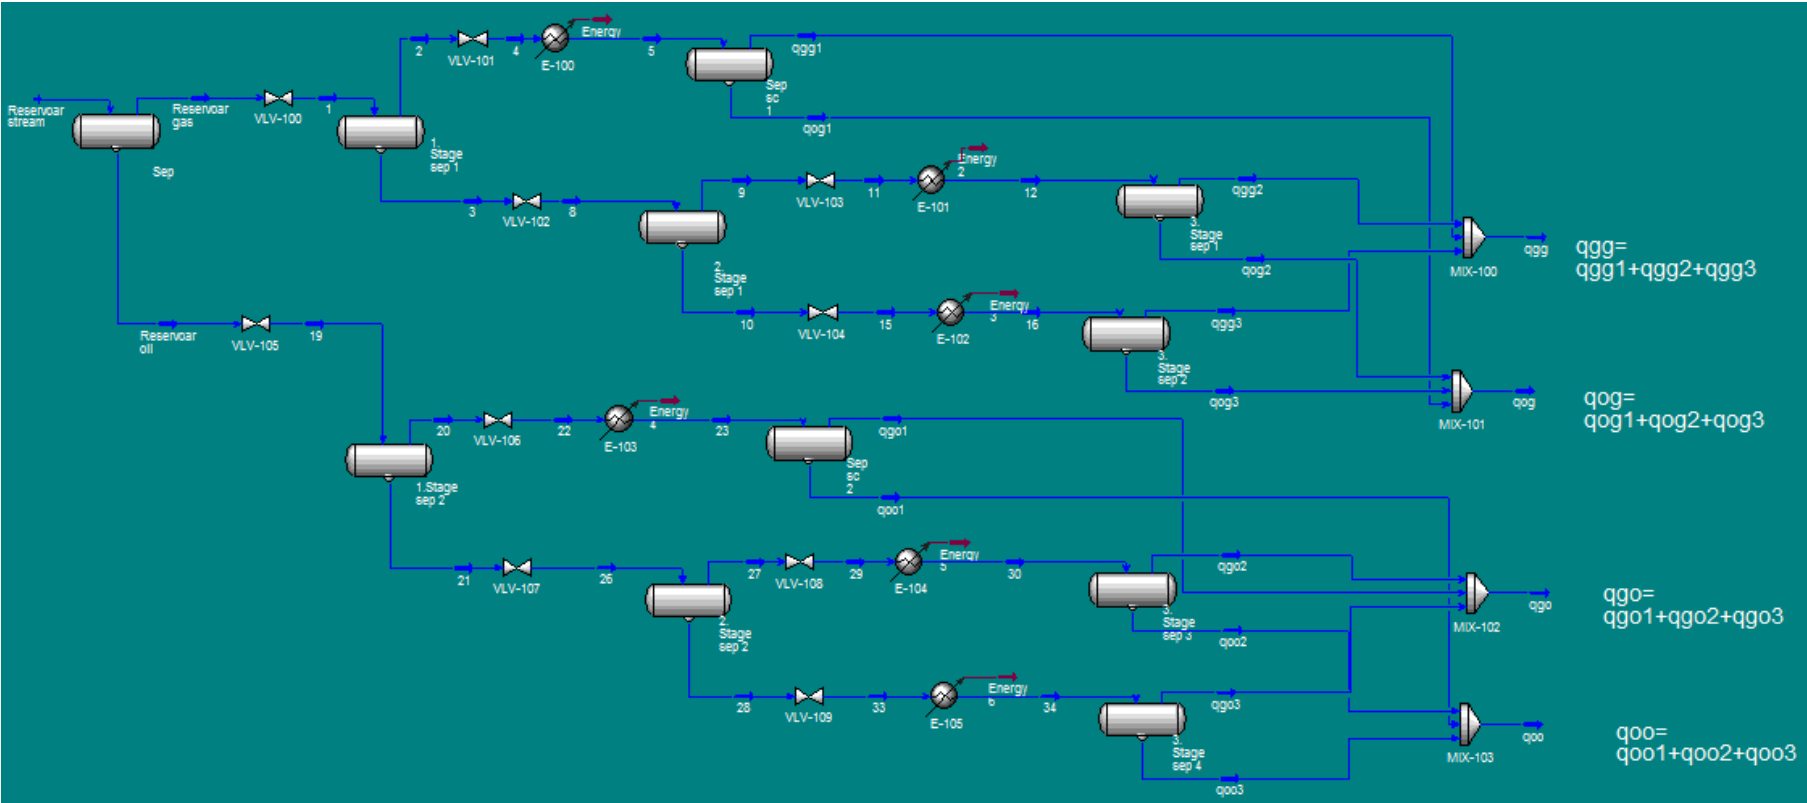 Reservoar
stream
Sep
Reservoar
gas
VLV-100
1
1.
Stage
sep 1
2
VLV-101
4
E-100
Energy
5
Sep
sc
1
qgg1
qog1
3
VLV-102
8
2.
Stage
sep 1
9
VLV-103
11
E-101
Energy
2
12
3.
Stage
sep 1
qgg2
qog2
10
VLV-104
15
E-102
Energy
3
16
3.
Stage
sep 2
qgg3
qog3
MIX-100
qgg
qgg=
qgg1+qgg2+qgg3
MIX-101
qog
qog=
qog1+qog2+qog3
Reservoar
oil
VLV-105
19
1.Stage
sep 2
20
VLV-106
22
E-103
Energy
4
23
Sep
sc
2
qgo1
qoo1
21
VLV-107
26
2.
Stage
sep 2
27
VLV-108
29
E-104
Energy
5
30
3.
Stage
sep 3
qgo2
qoo2
28
VLV-109
33
E-105
Energy
6
34
3.
Stage
sep 4
qgo3
qoo3
MIX-102
qgo
qgo=
qgo1+qgo2+qgo3
MIX-103
qoo
qoo=
qoo1+qoo2+qoo3